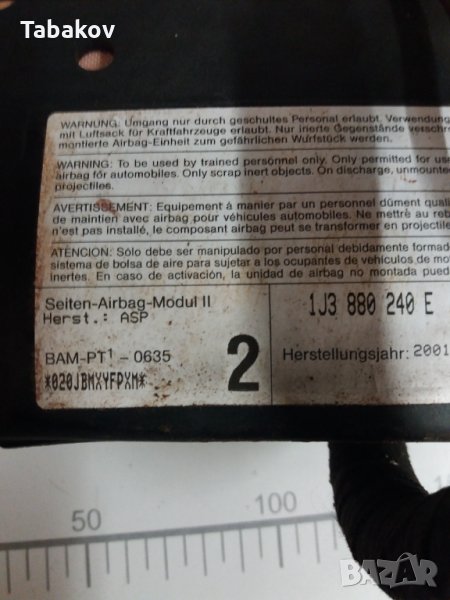 Tabakov
WARNUNG: Umgang nur durch geschultes Personal erlaubt. Verwendung
mit Luftsack für Kraftfahrzeuge erlaubt. Nur inerte Gegenstände verschro
montierte Airbag-Einheit zum gefährlichen Wurfstück werden.
WARNING: To be used by trained personnel only. Only permitted for use
airbag for automobiles. Only scrap inert objects. On discharge, unmounte
projectiles.
AVERTISSEMENT: Equipement à manier par un personnel dûment quali
de maintien avec airbag pour véhicules automobiles. Ne mettre au reb
n'est pas installé, le composant airbag peut se transformer en projectile
ATENCION: Sólo debe ser manipulado por personal debidamente formado
sistema de bolsa de aire para sujetar a los ocupantes de vehículos de mot
inertes. En caso de activación, la unidad de airbag no montada pued
Seiten-Airbag-Modul II
Herst.: ASP
1J3 880 240 E
BAM-PT¹ - 0635
*020JBMXYFPXM*
2
Herstellungsjahr: 2001
50
100
BAZAR